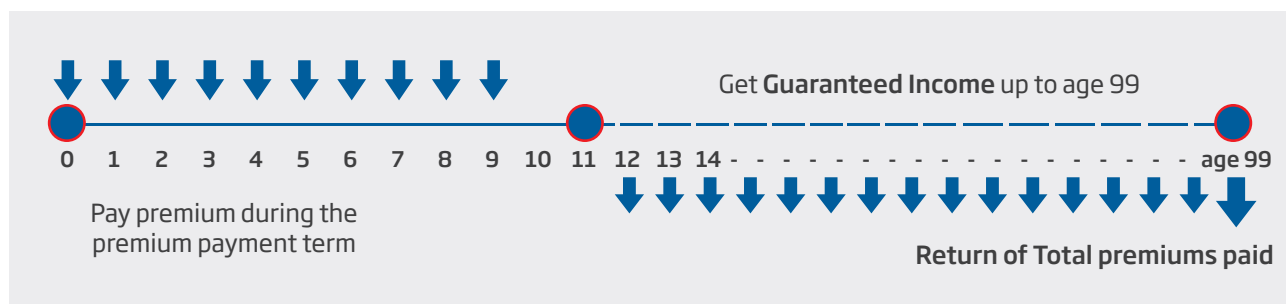 Get Guaranteed Income up to age 99
0 1 2 3 4 5 6 7 8 9 10 11 12 13 14 - - - - - - - - - - - - - - - - - - - - age 99
Pay premium during the
premium payment term
Return of Total premiums paid